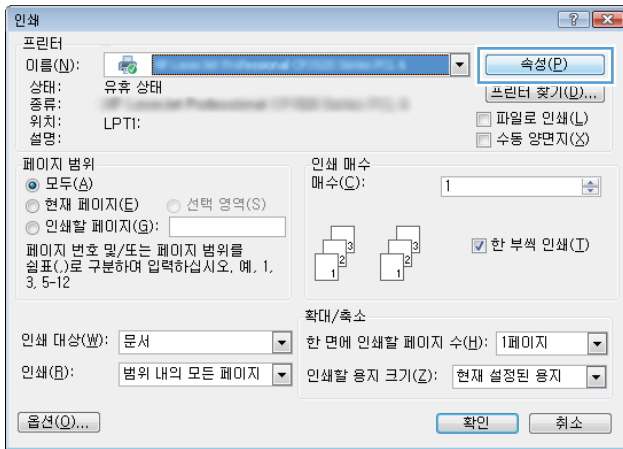 인쇄
프린터
이름(N):
속성(P)
상태: 유휴 상태
프린터 찾기(D)...
종류:
위치: LPT1:
파일로 인쇄(L)
설명:
수동 양면지(X)
페이지 범위
모두(A)
현재 페이지(E) 선택 영역(S)
인쇄할 페이지(G):
페이지 번호 및/또는 페이지 범위를
쉼표(,)로 구분하여 입력하십시오. 예, 1,
3, 5-12
인쇄 매수
매수(C): 1
1 2 3 1 2 3
한 부씩 인쇄(T)
인쇄 대상(W): 문서
인쇄(R): 범위 내의 모든 페이지
확대/축소
한 면에 인쇄할 페이지 수(H): 1페이지
인쇄할 용지 크기(Z): 현재 설정된 용지
옵션(O)...
확인 취소